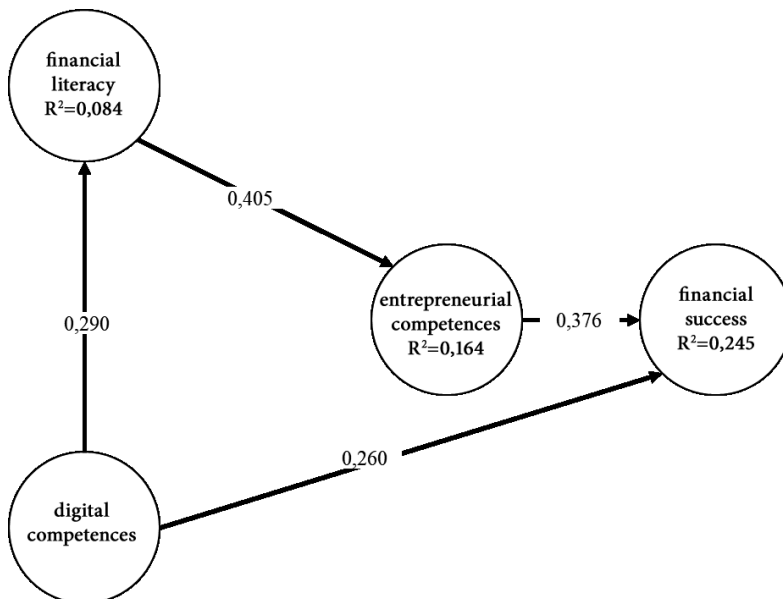 financial
literacy
R²=0,084
0,405
entrepreneurial
competences
R²=0,164
0,376
financial
success
R²=0,245
0,290
0,260
digital
competences